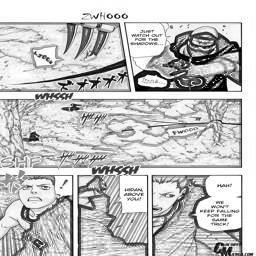 ZWHOOO
JUST
WATCH OUT
FOR THE
SHADOWS...
WHSSH
FWOOO
WHSSH
HIDAN,
ABOVE
YOU!
HAH!
WE
WON'T
KEEP FALLING
FOR THE
SAME
TRICK!